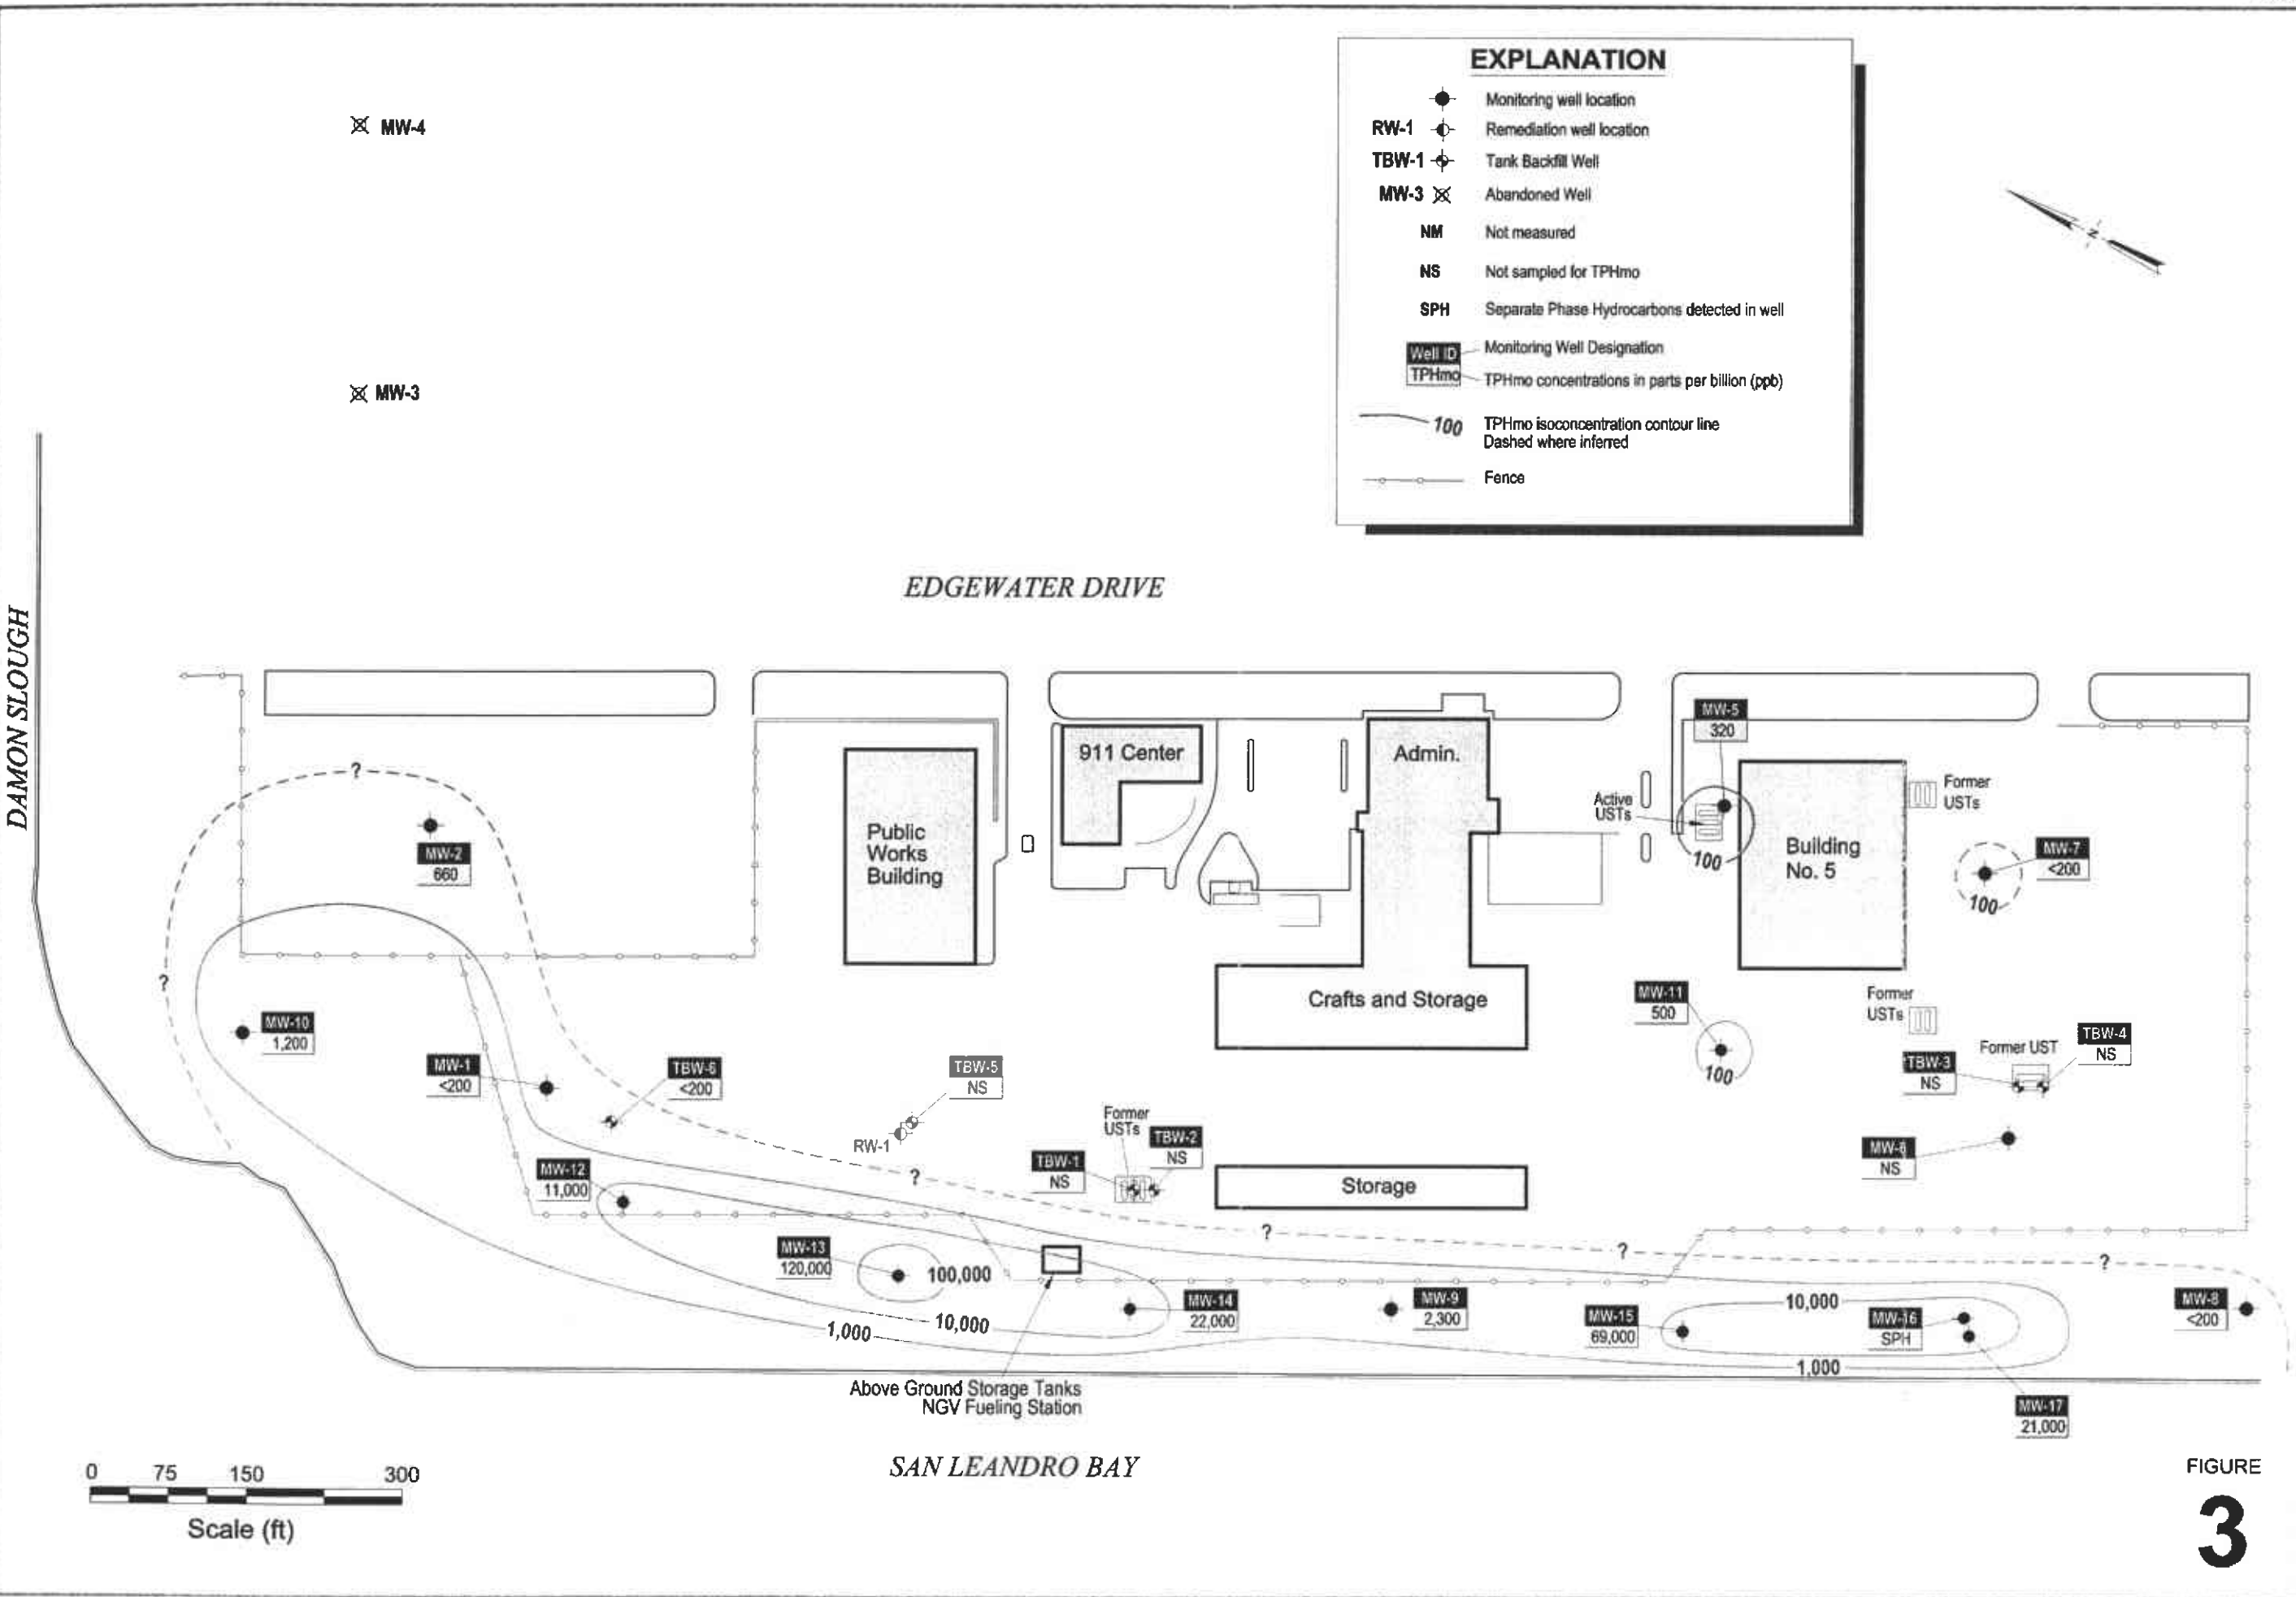 EXPLANATION
Monitoring well location
RW-1 Remediation well location
TBW-1 Tank Backfill Well
MW-3 Abandoned Well
NM Not measured
NS Not sampled for TPHmo
SPH Separate Phase Hydrocarbons detected in well
Well ID Monitoring Well Designation
TPHmo TPHmo concentrations in parts per billion (ppb)
100 TPHmo isoconcentration contour line
Dashed where inferred
Fence
N
MW-4
MW-3
DAMON SLOUGH
EDGEWATER DRIVE
MW-5
320
911 Center
Admin.
Active
USTs
100
Former
USTs
Building
No. 5
MW-7
<200
100
?
MW-2
660
Public
Works
Building
?
MW-10
1,200
MW-1
<200
TBW-6
<200
TBW-5
NS
RW-1
Crafts and Storage
MW-11
500
100
Former
USTs
Former UST
TBW-3
NS
TBW-4
NS
MW-6
NS
Former
USTs
TBW-1
NS
TBW-2
NS
Storage
MW-12
11,000
?
?
?
?
MW-13
120,000
100,000
10,000
1,000
MW-14
22,000
MW-9
2,300
MW-15
69,000
10,000
MW-16
SPH
1,000
MW-8
<200
MW-17
21,000
Above Ground Storage Tanks
NGV Fueling Station
SAN LEANDRO BAY
0 75 150 300
Scale (ft)
FIGURE
3